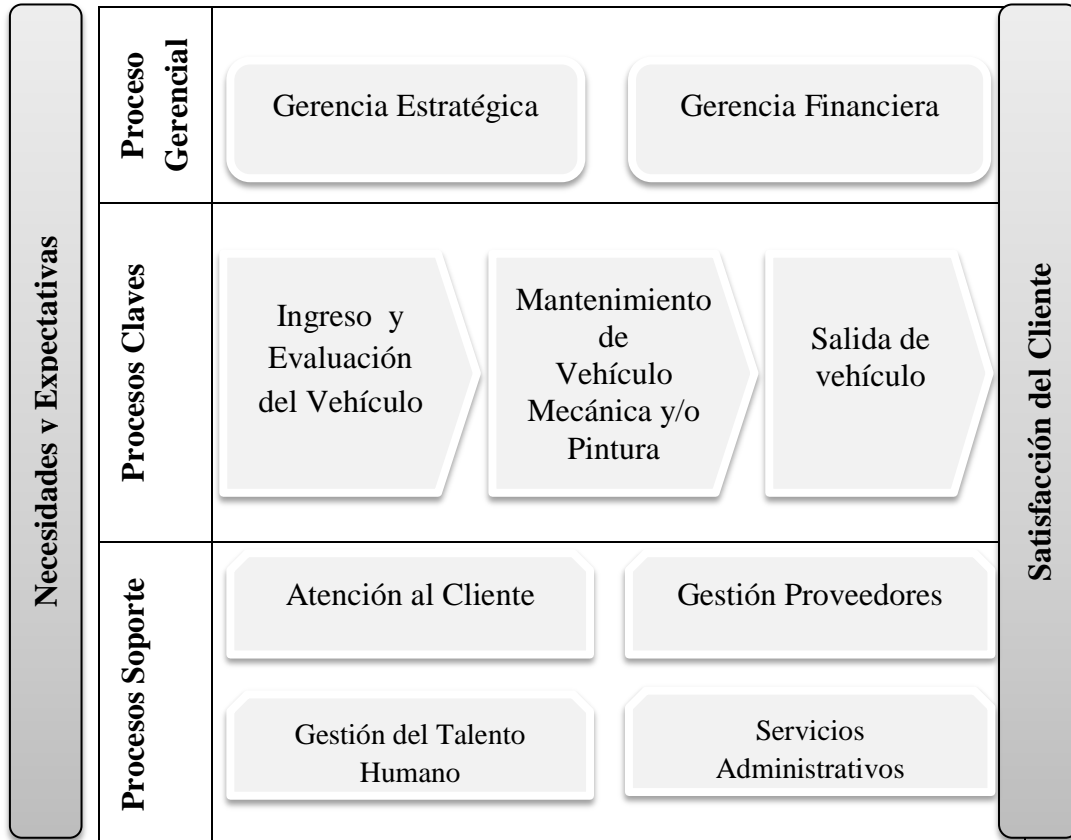 Necesidades y Expectativas
Proceso
Gerencial
Gerencia Estratégica
Gerencia Financiera
Procesos Claves
Ingreso y
Evaluación
del Vehículo
Mantenimiento
de
Vehículo
Mecánica y/o
Pintura
Salida de
vehículo
Procesos Soporte
Atención al Cliente
Gestión Proveedores
Gestión del Talento
Humano
Servicios
Administrativos
Satisfacción del Cliente